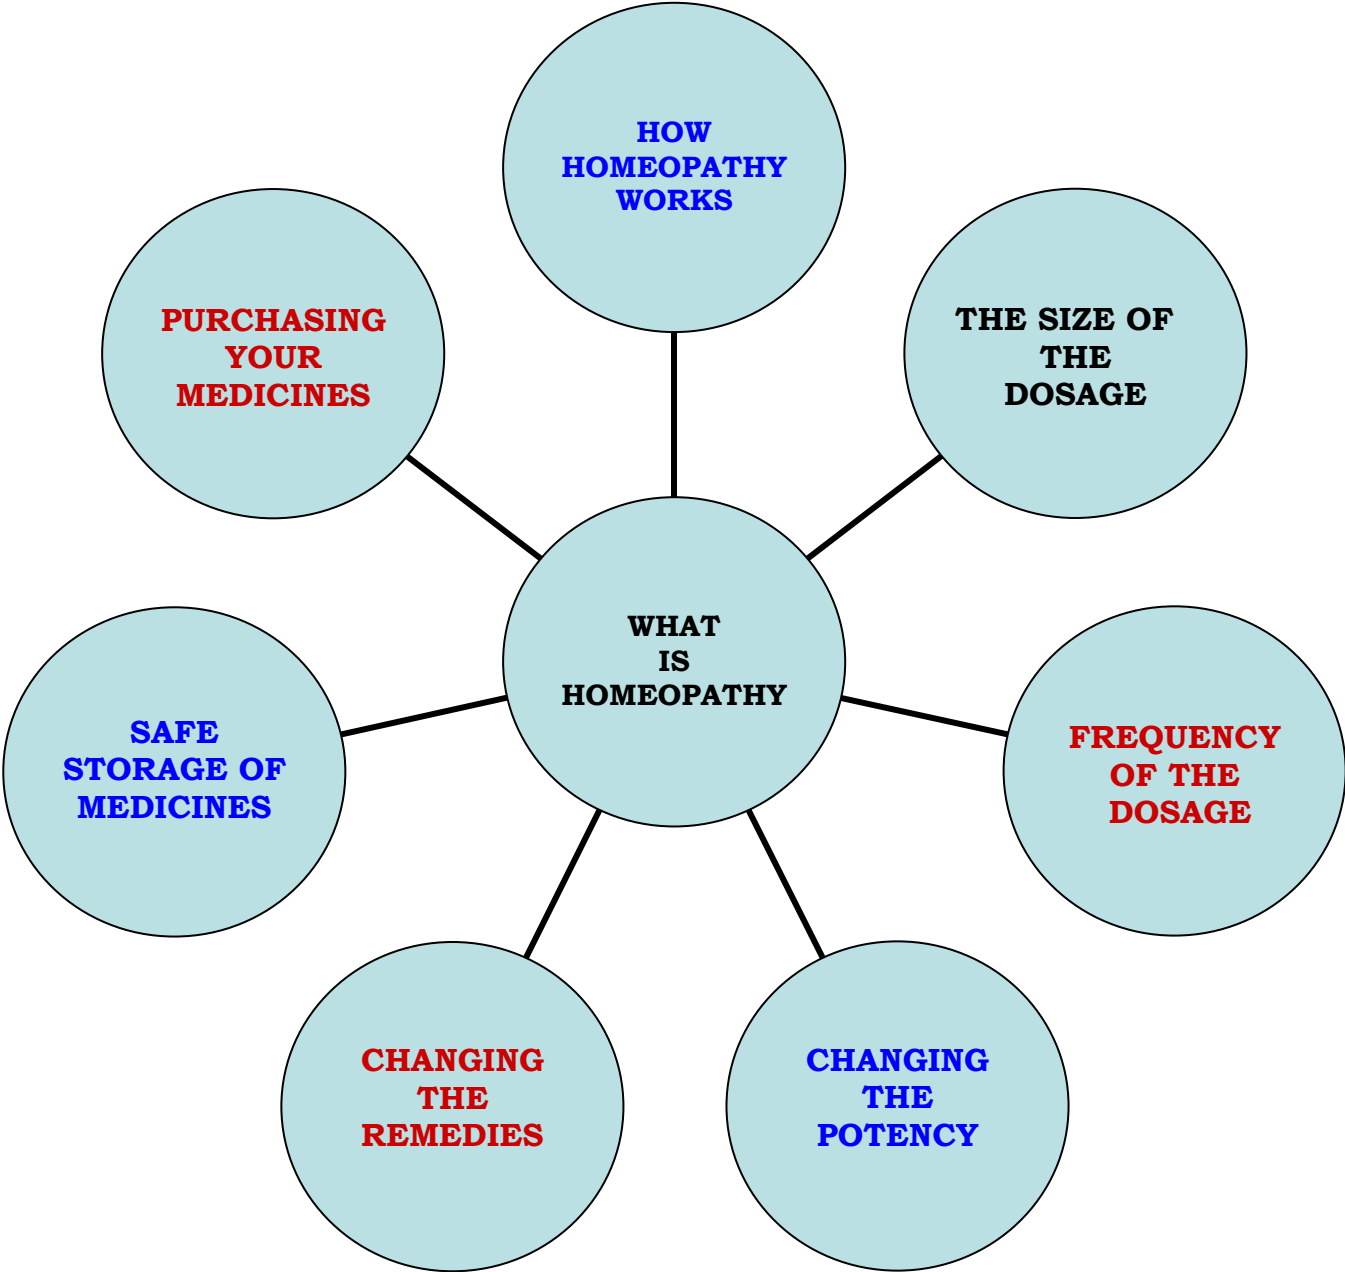 HOW
HOMEOPATHY
WORKS
THE SIZE OF
THE
DOSAGE
FREQUENCY
OF THE
DOSAGE
CHANGING
THE
POTENCY
CHANGING
THE
REMEDIES
SAFE
STORAGE OF
MEDICINES
PURCHASING
YOUR
MEDICINES
WHAT
IS
HOMEOPATHY